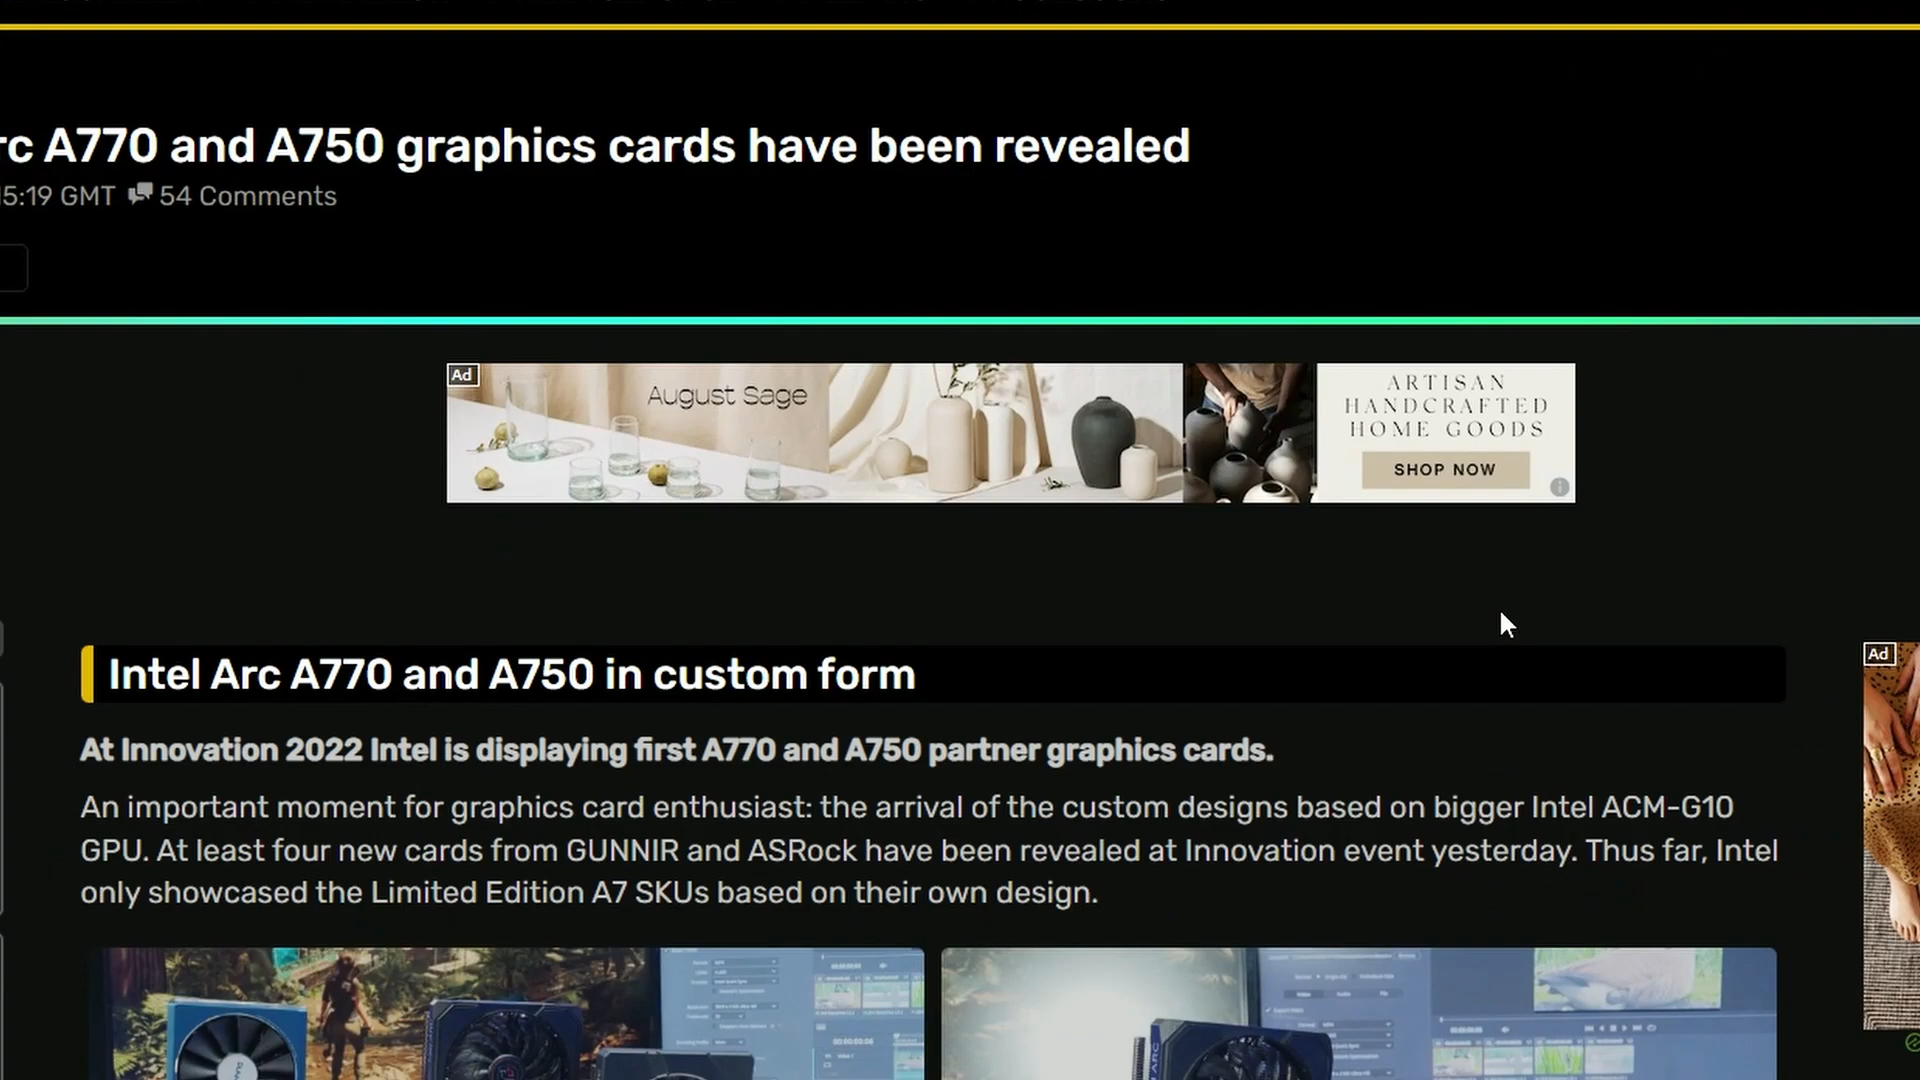 rc A770 and A750 graphics cards have been revealed
15:19 GMT 54 Comments
Ad
August Sage
ARTISAN
HANDCRAFTED
HOME GOODS
SHOP NOW
Intel Arc A770 and A750 in custom form
Ad
At Innovation 2022 Intel is displaying first A770 and A750 partner graphics cards.
An important moment for graphics card enthusiast: the arrival of the custom designs based on bigger Intel ACM-G10
GPU. At least four new cards from GUNNIR and ASRock have been revealed at Innovation event yesterday. Thus far, Intel
only showcased the Limited Edition A7 SKUs based on their own design.